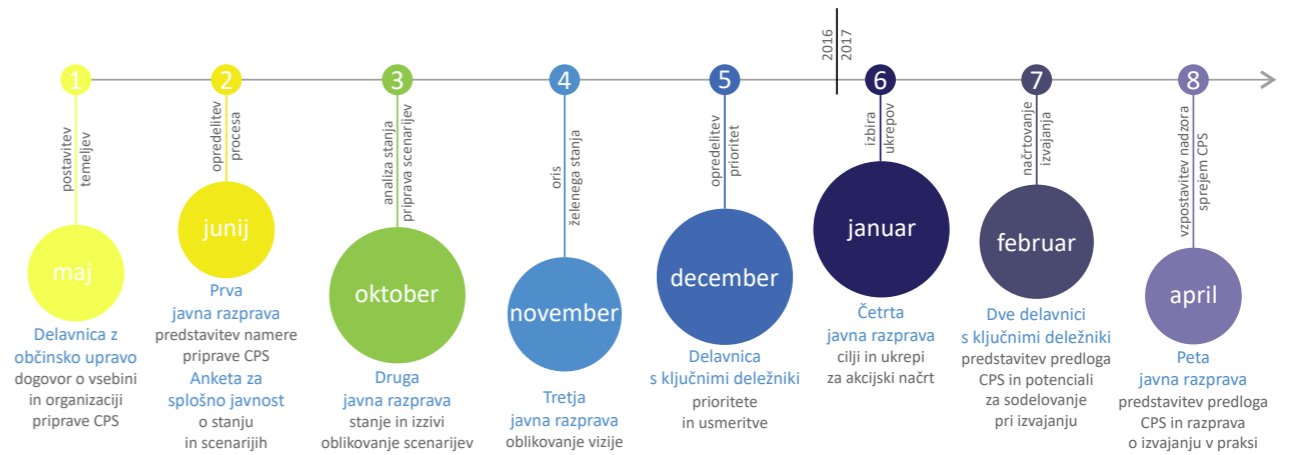 2016
2017
1
2
3
4
5
6
7
8
postavitev
temeljev
opredelitev
procesa
analiza stanja
priprava scenarijev
oris
želenega stanja
opredelitev
prioritet
izbira
ukrepov
načrtovanje
izvajanja
vzpostavitev nadzora
sprejem CPS
maj
Delavnica z
občinsko upravo
dogovor o vsebini
in organizaciji
priprave CPS
junij
Prva
javna razprava
predstavitev namere
priprave CPS
Anketa za
splošno javnost
o stanju
in scenarijih
oktober
Druga
javna razprava
stanje in izzivi
oblikovanje scenarijev
november
Tretja
javna razprava
oblikovanje vizije
december
Delavnica
s ključnimi deležniki
prioritete
in usmeritve
januar
Četrta
javna razprava
cilji in ukrepi
za akcijski načrt
februar
Dve delavnici
s ključnimi deležniki
predstavitev predloga
CPS in potenciali
za sodelovanje
pri izvajanju
april
Peta
javna razprava
predstavitev predloga
CPS in razprava
o izvajanju v praksi